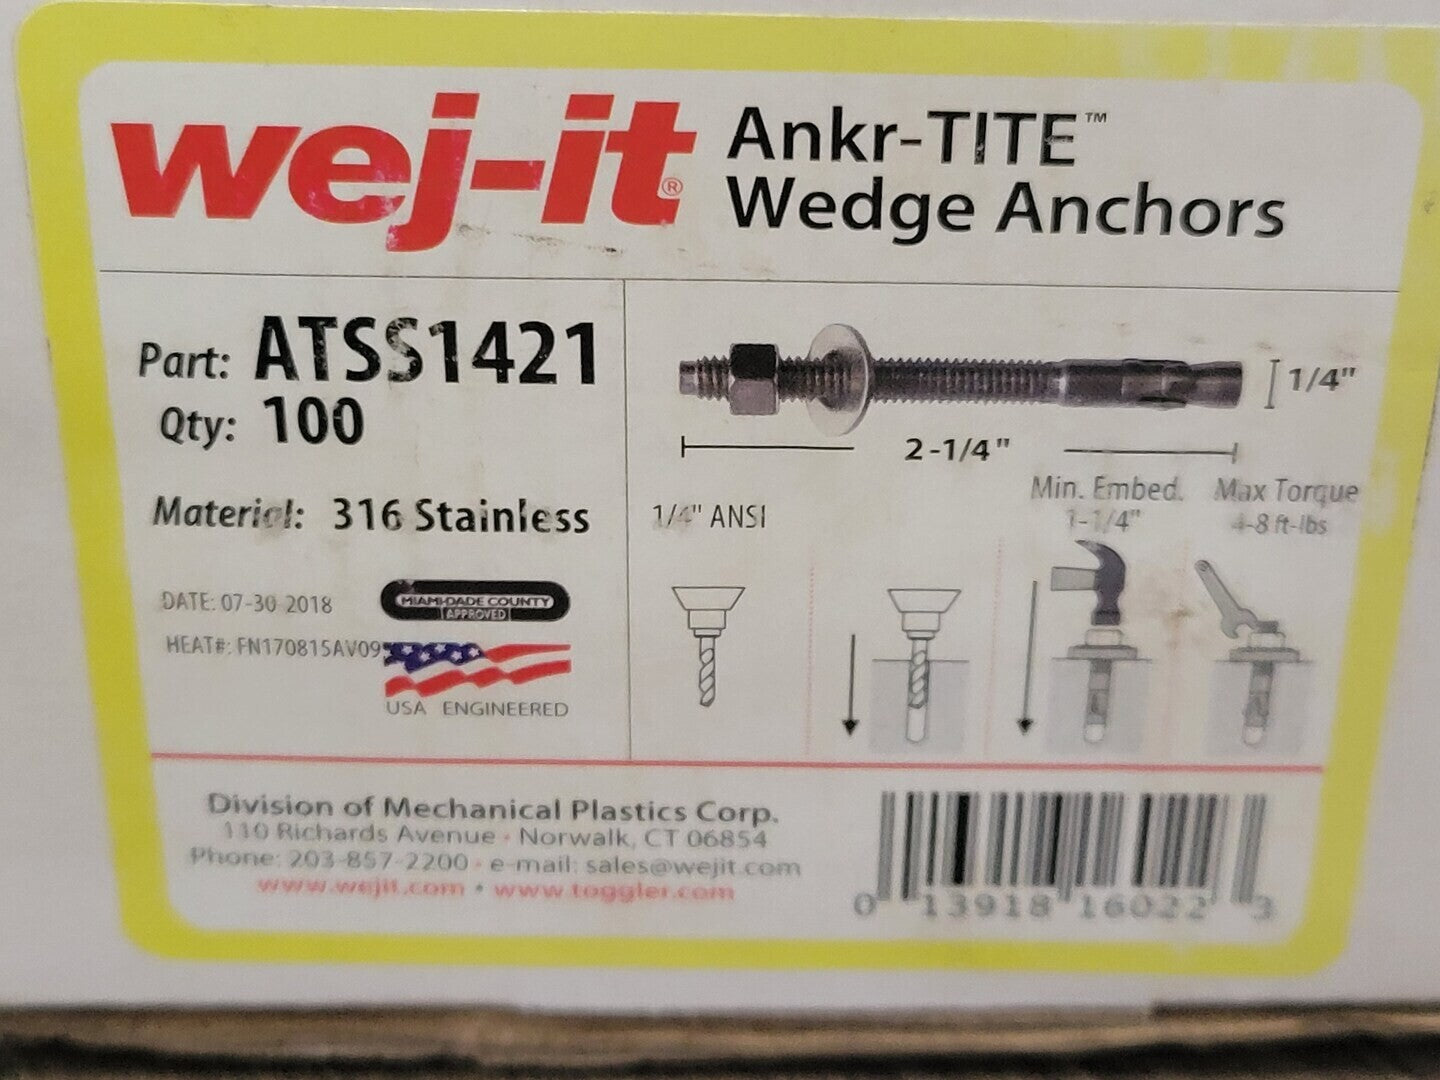 wej-it®
Ankr-TITE™
Wedge Anchors
Part: ATSS1421
Qty: 100
Material: 316 Stainless
DATE: 07-30 2018
HEAT#: FN170815AV09
MIAMI-DADE COUNTY
APPROVED
USA ENGINEERED
1/4"
2-1/4"
1/4" ANSI
Min. Embed.
1-1/4"
Max Torque
4-8 ft-lbs
Division of Mechanical Plastics Corp.
110 Richards Avenue • Norwalk, CT 06854
Phone: 203-857-2200 • e-mail: sales@wejit.com
www.wejit.com • www.toggler.com
0 13918 16022 3